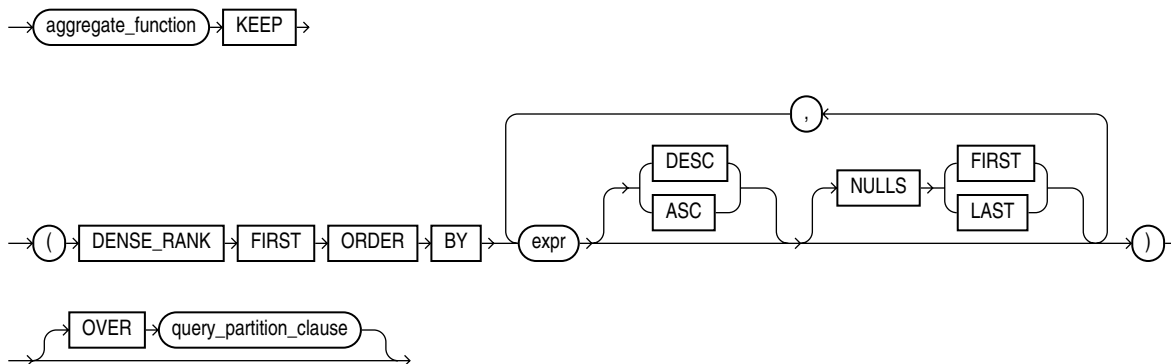 aggregate_function KEEP
,
DESC FIRST
NULLS
ASC LAST
( DENSE_RANK FIRST ORDER BY expr )
OVER query_partition_clause